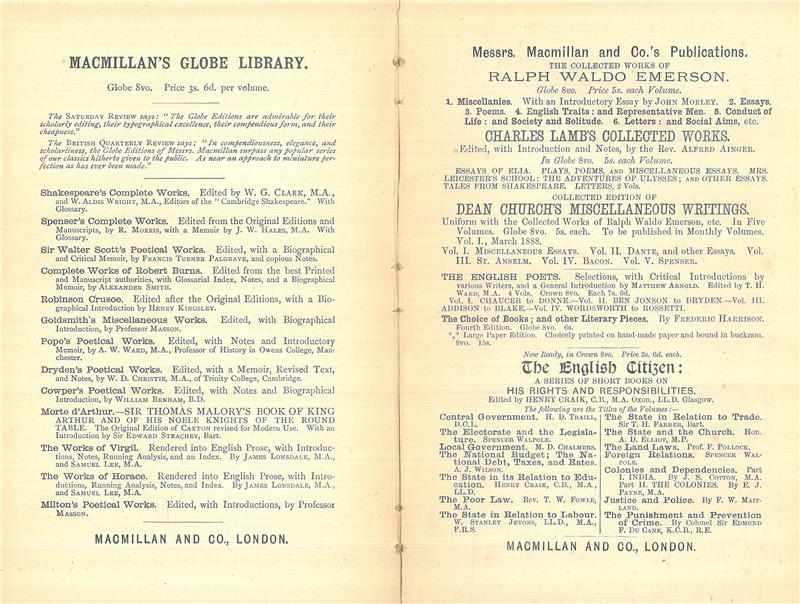 MACMILLAN'S GLOBE LIBRARY.
Globe 8vo. Price 3s. 6d. per volume.
The SATURDAY REVIEW says: "The Globe Editions are admirable for their
scholarly editing, their typographical excellence, their compendious form, and their
cheapness."
The BRITISH QUARTERLY REVIEW says: "In compendiousness, elegance, and
scholarliness, the Globe Editions of Messrs. Macmillan surpass any popular series
of our classics hitherto given to the public. As near an approach to miniature per-
fection as has ever been made."
Shakespeare's Complete Works. Edited by W. G. CLARK, M.A.,
and W. ALDIS WRIGHT, M.A., Editors of the "Cambridge Shakespeare." With
Glossary.
Spenser's Complete Works. Edited from the Original Editions and
Manuscripts, by R. MORRIS, with a Memoir by J. W. HALES, M.A. With
Glossary.
Sir Walter Scott's Poetical Works. Edited, with a Biographical
and Critical Memoir, by FRANCIS TURNER PALGRAVE, and copious Notes.
Complete Works of Robert Burns. Edited from the best Printed
and Manuscript authorities, with Glossarial Index, Notes, and a Biographical
Memoir, by ALEXANDER SMITH.
Robinson Crusoe. Edited after the Original Editions, with a Bio-
graphical Introduction by HENRY KINGSLEY.
Goldsmith's Miscellaneous Works. Edited, with Biographical
Introduction, by Professor MASSON.
Pope's Poetical Works. Edited, with Notes and Introductory
Memoir, by A. W. WARD, M.A., Professor of History in Owens College, Man-
chester.
Dryden's Poetical Works. Edited, with a Memoir, Revised Text,
and Notes, by W. D. CHRISTIE, M.A., of Trinity College, Cambridge.
Cowper's Poetical Works. Edited, with Notes and Biographical
Introduction, by WILLIAM BENHAM, B.D.
Morte d'Arthur.—SIR THOMAS MALORY'S BOOK OF KING
ARTHUR AND OF HIS NOBLE KNIGHTS OF THE ROUND
TABLE. The Original Edition of CAXTON revised for Modern Use. With an
Introduction by Sir EDWARD STRACHEY, Bart.
The Works of Virgil. Rendered into English Prose, with Introduc-
tions, Notes, Running Analysis, and an Index. By JAMES LONSDALE, M.A.,
and SAMUEL LEE, M.A.
The Works of Horace. Rendered into English Prose, with Intro-
ductions, Running Analysis, Notes, and Index. By JAMES LONSDALE, M.A.,
and SAMUEL LEE, M.A.
Milton's Poetical Works. Edited, with Introductions, by Professor
MASSON.
MACMILLAN AND CO., LONDON.
Messrs. Macmillan and Co.'s Publications.
THE COLLECTED WORKS OF
RALPH WALDO EMERSON.
Globe 8vo. Price 5s. each Volume.
1. Miscellanies. With an Introductory Essay by JOHN MORLEY. 2. Essays.
3. Poems. 4. English Traits: and Representative Men. 5. Conduct of
Life: and Society and Solitude. 6. Letters: and Social Aims, etc.
CHARLES LAMB'S COLLECTED WORKS.
Edited, with Introduction and Notes, by the Rev. ALFRED AINGER.
In Globe 8vo. 5s. each Volume.
ESSAYS OF ELIA. PLAYS, POEMS, AND MISCELLANEOUS ESSAYS. MRS.
LEICESTER'S SCHOOL: THE ADVENTURES OF ULYSSES; AND OTHER ESSAYS.
TALES FROM SHAKESPEARE. LETTERS, 2 Vols.
COLLECTED EDITION OF
DEAN CHURCH'S MISCELLANEOUS WRITINGS.
Uniform with the Collected Works of Ralph Waldo Emerson, etc. In Five
Volumes. Globe 8vo. 5s. each. To be published in Monthly Volumes.
Vol. I., March 1888.
Vol. I. MISCELLANEOUS ESSAYS. Vol. II. DANTE, and other Essays. Vol.
III. ST. ANSELM. Vol. IV. BACON. Vol. V. SPENSER.
THE ENGLISH POETS. Selections, with Critical Introductions by
various Writers, and a General Introduction by MATTHEW ARNOLD. Edited by T. H.
WARD, M.A. 4 Vols. Crown 8vo. Each 7s. 6d.
Vol. I. CHAUCER to DONNE.—Vol. II. BEN JONSON to DRYDEN.—Vol. III.
ADDISON to BLAKE.—Vol. IV. WORDSWORTH to ROSSETTI.
The Choice of Books; and other Literary Pieces. By FREDERIC HARRISON.
Fourth Edition. Globe 8vo. 6s.
*** Large Paper Edition. Choicely printed on hand-made paper and bound in buckram.
8vo. 15s.
Now Ready, in Crown 8vo. Price 3s. 6d. each.
The English Citizen:
A SERIES OF SHORT BOOKS ON
HIS RIGHTS AND RESPONSIBILITIES.
Edited by HENRY CRAIK, C.B., M.A. Oxon., LL.D. Glasgow.
The following are the Titles of the Volumes:—
Central Government. H. D. TRAILL,
D.C.L.
The Electorate and the Legisla-
ture. SPENCER WALPOLE.
Local Government. M. D. CHALMERS.
The National Budget; The Na-
tional Debt, Taxes, and Rates.
A. J. WILSON.
The State in its Relation to Edu-
cation. HENRY CRAIK, C.B., M.A.,
LL.D.
The Poor Law. Rev. T. W. FOWLE,
M.A.
The State in Relation to Labour.
W. STANLEY JEVONS, LL.D., M.A.,
F.R.S.
The State in Relation to Trade.
Sir T. H. FARRER, Bart.
The State and the Church. Hon.
A. D. ELLIOT, M.P.
The Land Laws. Prof. F. POLLOCK.
Foreign Relations. SPENCER WAL-
POLE.
Colonies and Dependencies. Part
I. INDIA. By J. S. COTTON, M.A.
Part II. THE COLONIES. By E. J.
PAYNE, M.A.
Justice and Police. By F. W. MAIT-
LAND.
The Punishment and Prevention
of Crime. By Colonel Sir EDMUND
F. DU CANE, K.C.B., R.E.
MACMILLAN AND CO., LONDON.